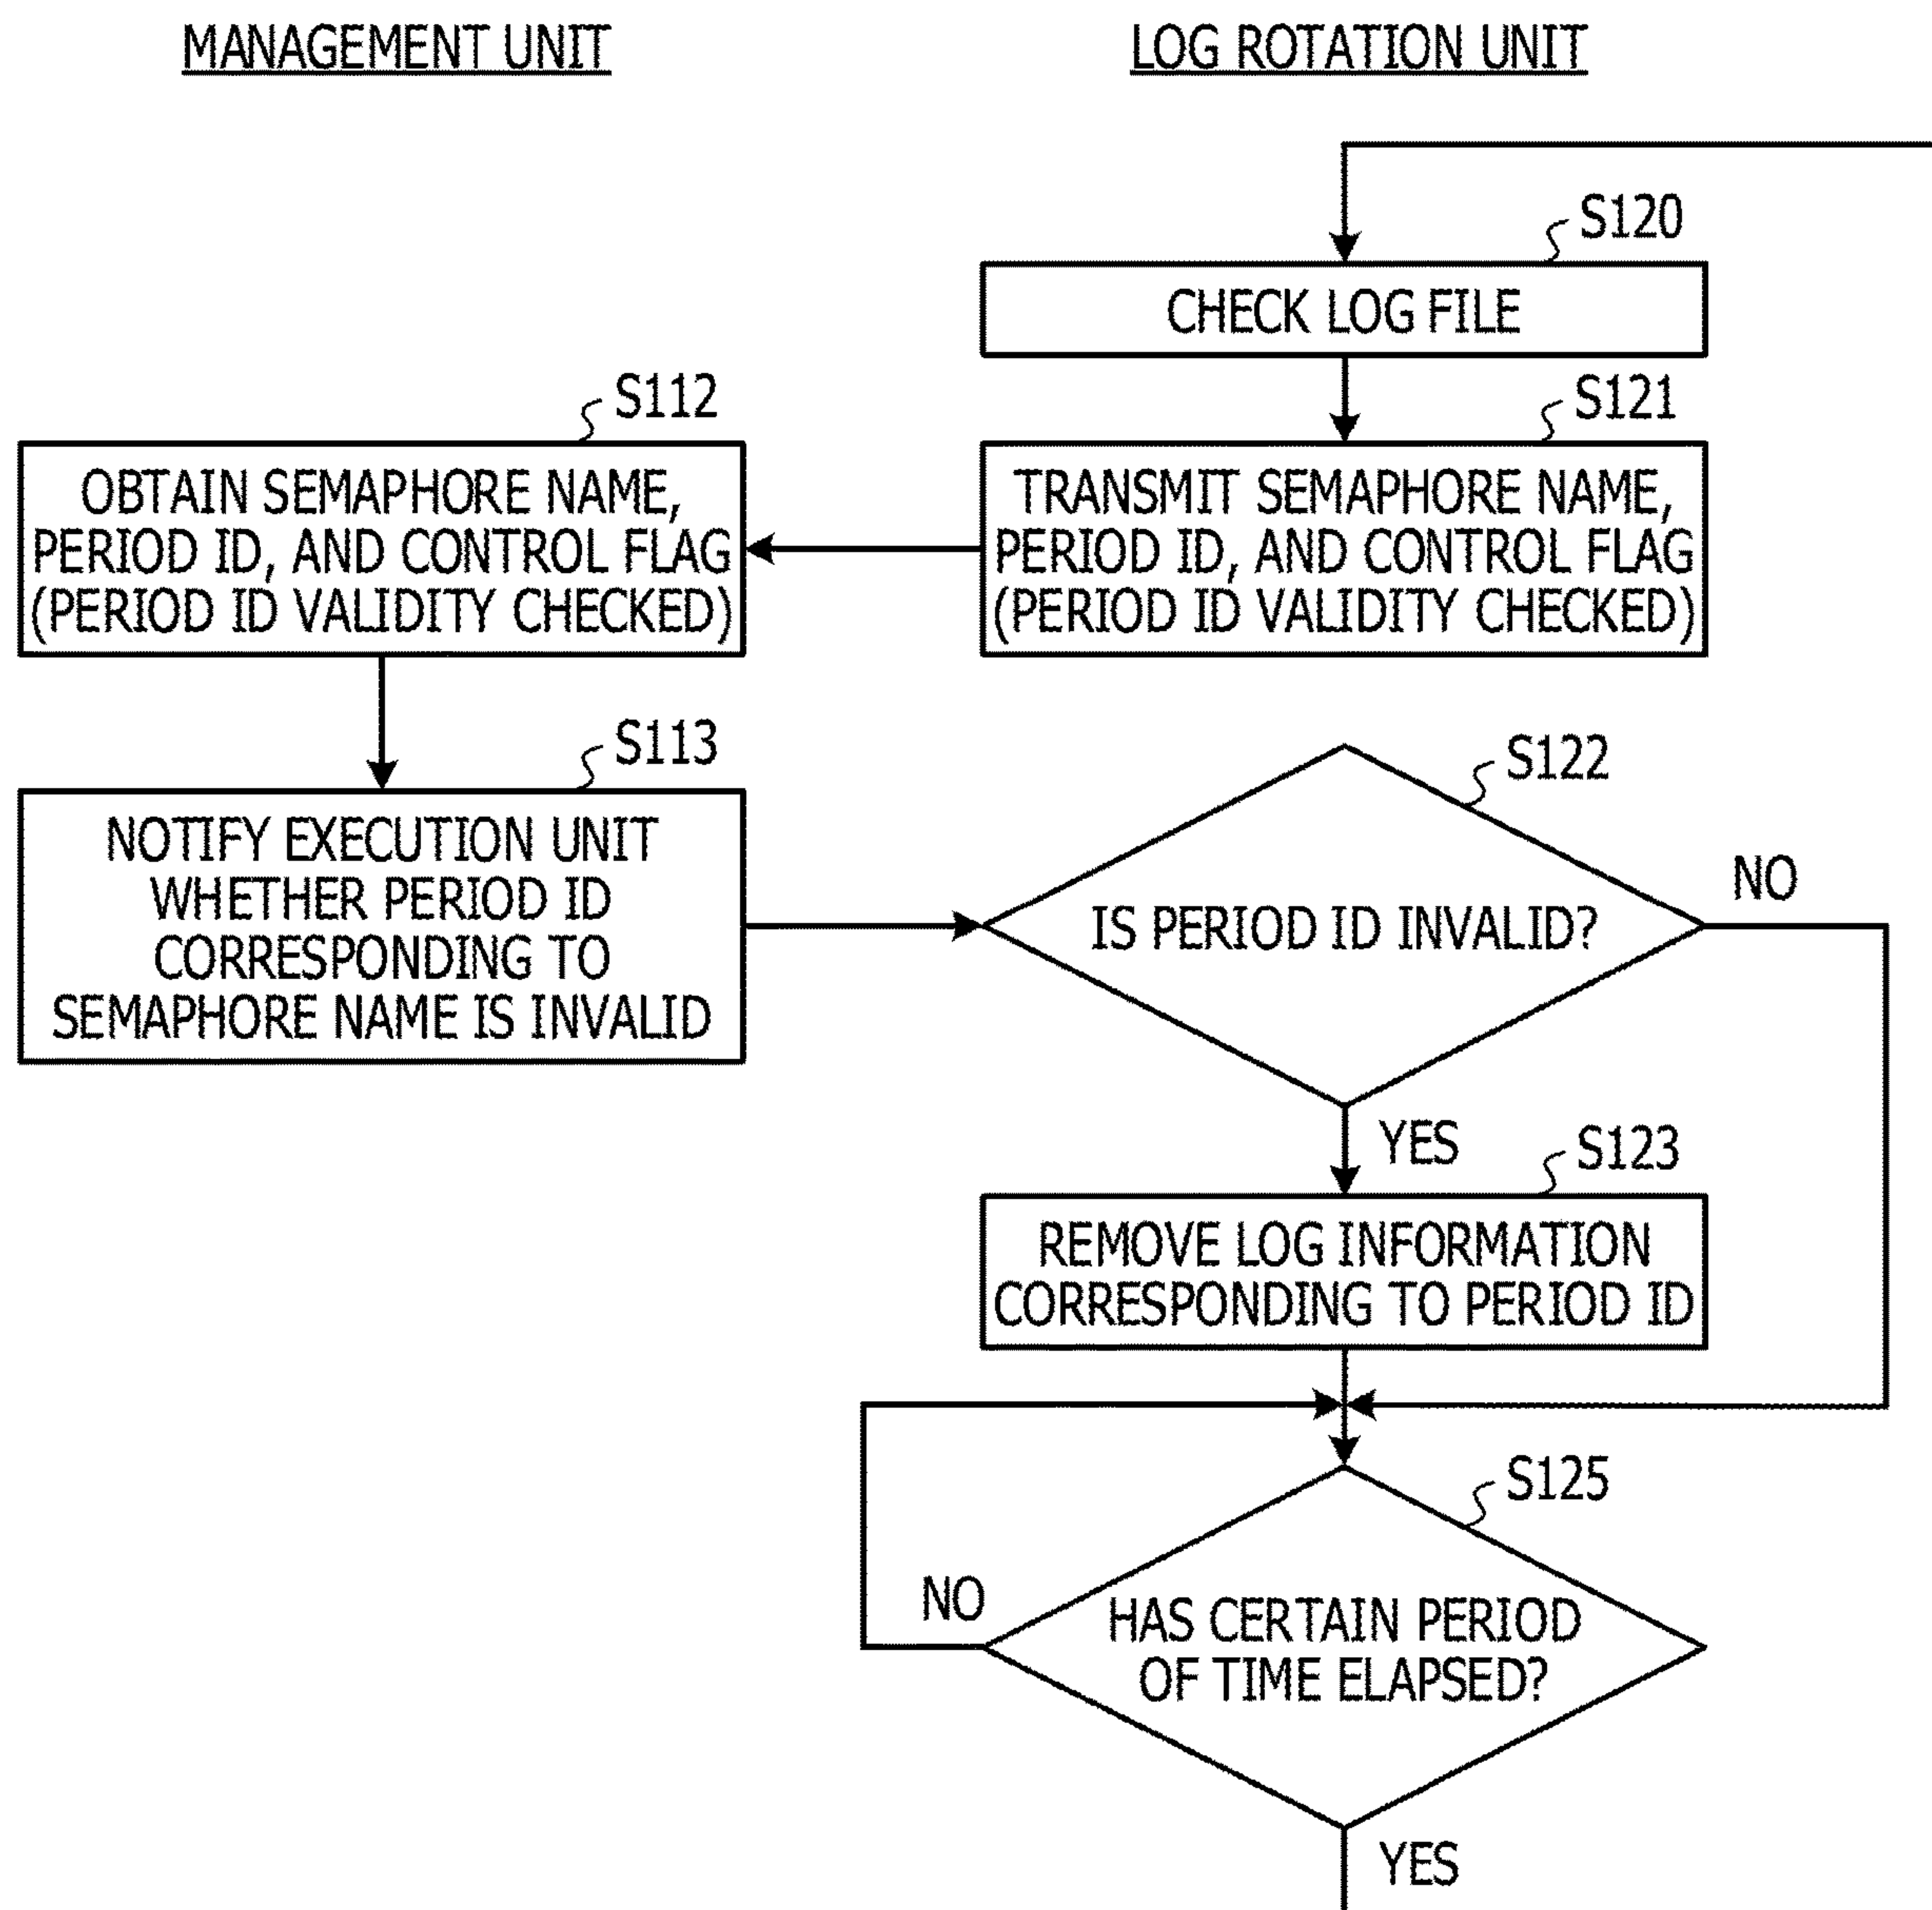 MANAGEMENT UNIT
LOG ROTATION UNIT
S120
CHECK LOG FILE
S112
OBTAIN SEMAPHORE NAME,
PERIOD ID, AND CONTROL FLAG
(PERIOD ID VALIDITY CHECKED)
S121
TRANSMIT SEMAPHORE NAME,
PERIOD ID, AND CONTROL FLAG
(PERIOD ID VALIDITY CHECKED)
S113
NOTIFY EXECUTION UNIT
WHETHER PERIOD ID
CORRESPONDING TO
SEMAPHORE NAME IS INVALID
S122
IS PERIOD ID INVALID?
NO
YES
S123
REMOVE LOG INFORMATION
CORRESPONDING TO PERIOD ID
S125
HAS CERTAIN PERIOD
OF TIME ELAPSED?
NO
YES